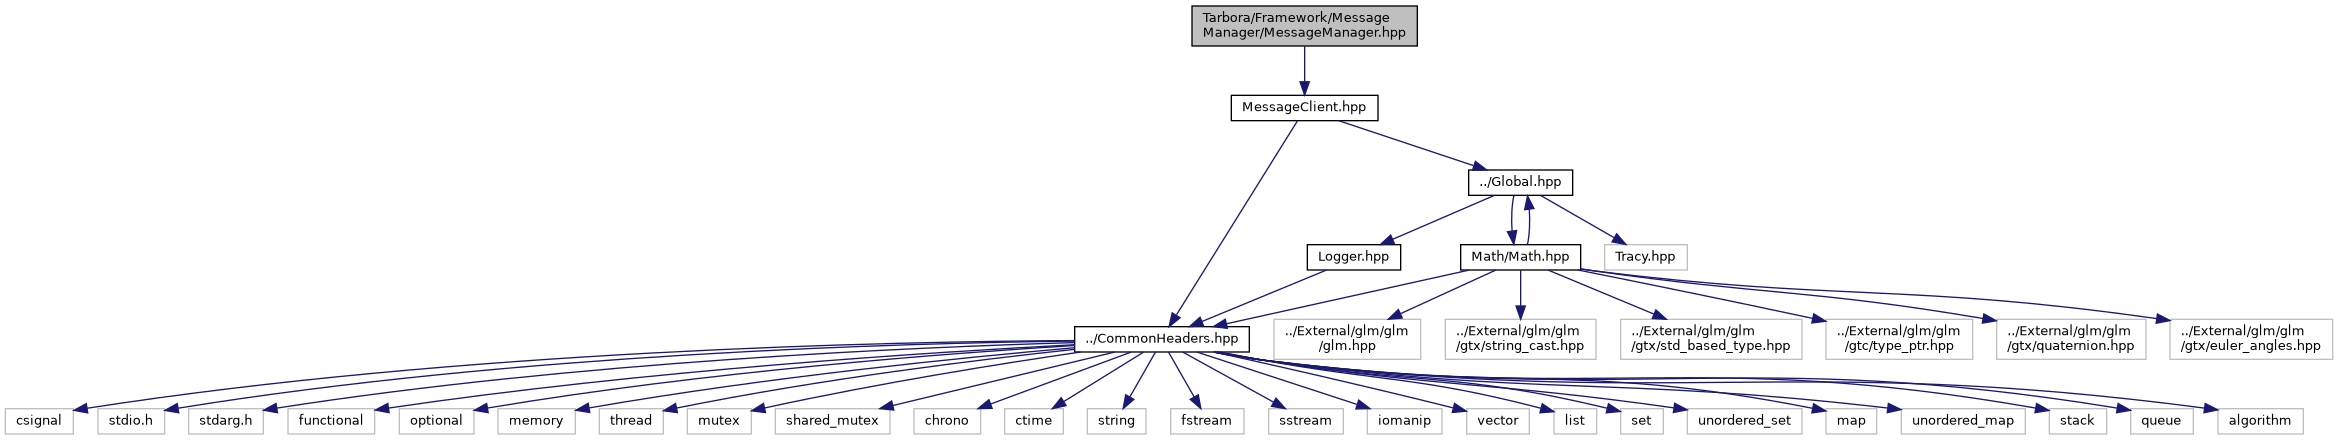 Tarbora/Framework/Message
Manager/MessageManager.hpp
MessageClient.hpp
../Global.hpp
Logger.hpp
Math/Math.hpp
Tracy.hpp
../CommonHeaders.hpp
../External/glm/glm
/glm.hpp
../External/glm/glm
/gtx/string_cast.hpp
../External/glm/glm
/gtx/std_based_type.hpp
../External/glm/glm
/gtc/type_ptr.hpp
../External/glm/glm
/gtx/quaternion.hpp
../External/glm/glm
/gtx/euler_angles.hpp
csignal
stdio.h
stdarg.h
functional
optional
memory
thread
mutex
shared_mutex
chrono
ctime
string
fstream
sstream
iomanip
vector
list
set
unordered_set
map
unordered_map
stack
queue
algorithm